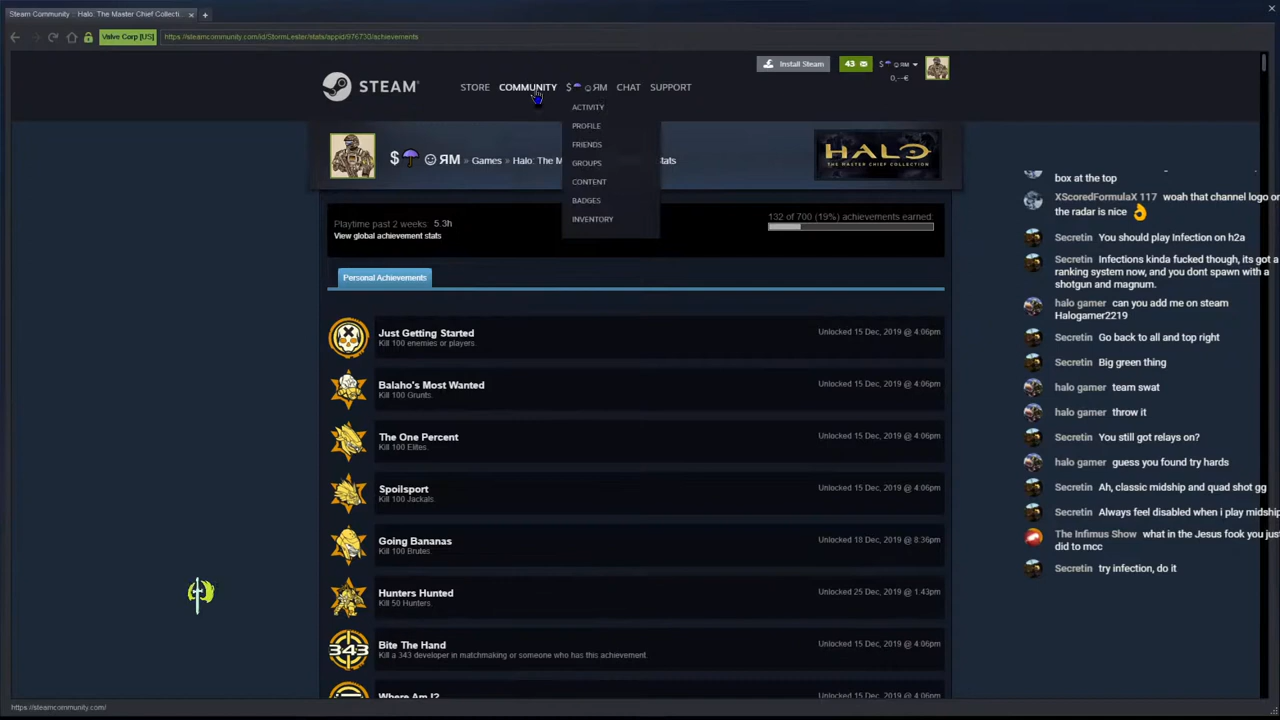 Steam Community :: Halo: The Master Chief Collecti...
Valve Corp [US]
https://steamcommunity.com/id/StormLester/stats/appid/976730/achievements
Install Steam
43
$☂☺ЯM
0,--€
STEAM®
STORE
COMMUNITY
$☂☺ЯM
CHAT
SUPPORT
ACTIVITY
PROFILE
FRIENDS
GROUPS
CONTENT
BADGES
INVENTORY
$☂☺ЯM » Games » Halo: The M
ts
HALO
THE MASTER CHIEF COLLECTION
Playtime past 2 weeks: 5.3h
View global achievement stats
132 of 700 (19%) achievements earned:
Personal Achievements
Just Getting Started
Kill 100 enemies or players.
Unlocked 15 Dec, 2019 @ 4:06pm
Balaho's Most Wanted
Kill 100 Grunts.
Unlocked 15 Dec, 2019 @ 4:06pm
The One Percent
Kill 100 Elites.
Unlocked 15 Dec, 2019 @ 4:06pm
Spoilsport
Kill 100 Jackals.
Unlocked 15 Dec, 2019 @ 4:06pm
Going Bananas
Kill 100 Brutes.
Unlocked 18 Dec, 2019 @ 8:36pm
Hunters Hunted
Kill 50 Hunters.
Unlocked 25 Dec, 2019 @ 1:43pm
343
Bite The Hand
Kill a 343 developer in matchmaking or someone who has this achievement.
Unlocked 15 Dec, 2019 @ 4:06pm
Where Am I?
Unlocked 15 Dec, 2019 @ 4:06pm
box at the top
XScoredFormulaX 117 woah that channel logo on
the radar is nice 👌
Secretin You should play Infection on h2a
Secretin Infections kinda fucked though, its got a
ranking system now, and you dont spawn with a
shotgun and magnum.
halo gamer can you add me on steam
Halogamer2219
Secretin Go back to all and top right
Secretin Big green thing
halo gamer team swat
halo gamer throw it
Secretin You still got relays on?
halo gamer guess you found try hards
Secretin Ah, classic midship and quad shot gg
Secretin Always feel disabled when i play midship
The Infimus Show what in the Jesus fook you just
did to mcc
Secretin try infection, do it
https://steamcommunity.com/